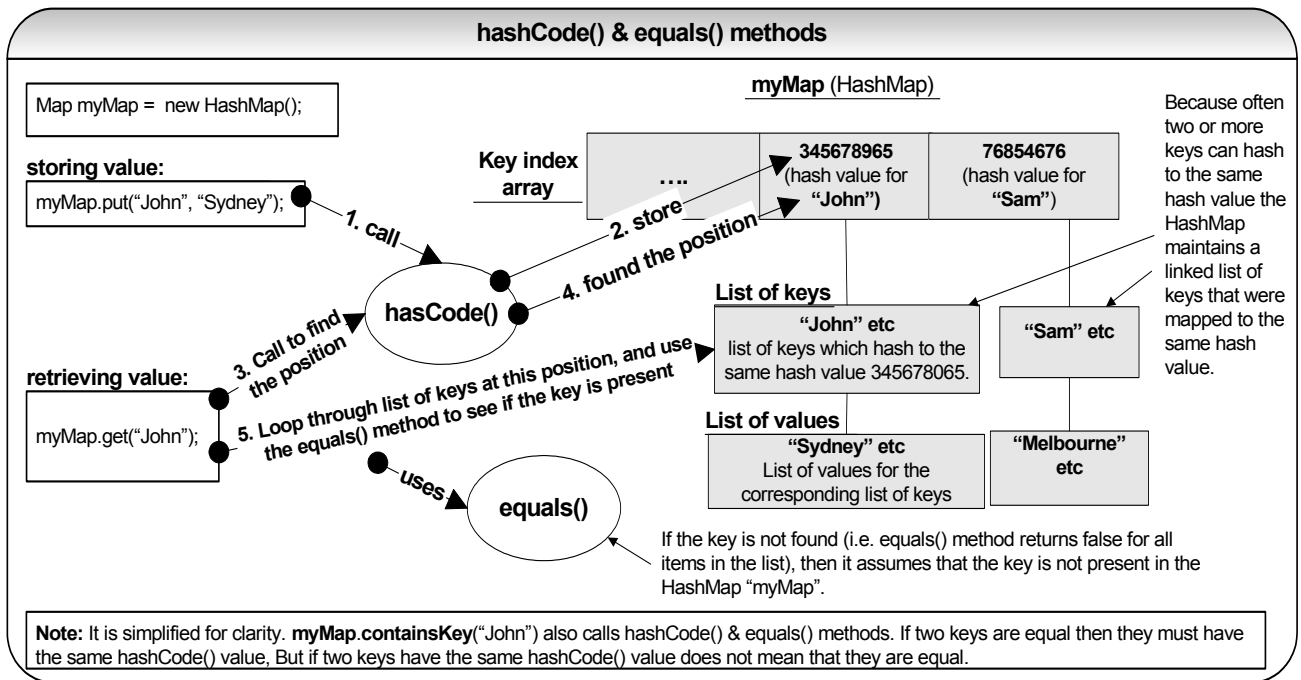 hashCode() & equals() methods
Map myMap = new HashMap();
storing value:
myMap.put(“John”, “Sydney”);
1. call
hasCode()
2. store
3. Call to find
the position
4. found the position
retrieving value:
myMap.get(“John”);
5. Loop through list of keys at this position, and use
the equals() method to see if the key is present
uses
equals()
myMap (HashMap)
Key index
array
....
345678965
(hash value for
“John”)
76854676
(hash value for
“Sam”)
List of keys
“John” etc
list of keys which hash to the
same hash value 345678065.
“Sam” etc
List of values
“Sydney” etc
List of values for the
corresponding list of keys
“Melbourne”
etc
Because often
two or more
keys can hash
to the same
hash value the
HashMap
maintains a
linked list of
keys that were
mapped to the
same hash
value.
If the key is not found (i.e. equals() method returns false for all
items in the list), then it assumes that the key is not present in the
HashMap “myMap”.
Note: It is simplified for clarity. myMap.containsKey(“John”) also calls hashCode() & equals() methods. If two keys are equal then they must have
the same hashCode() value, But if two keys have the same hashCode() value does not mean that they are equal.